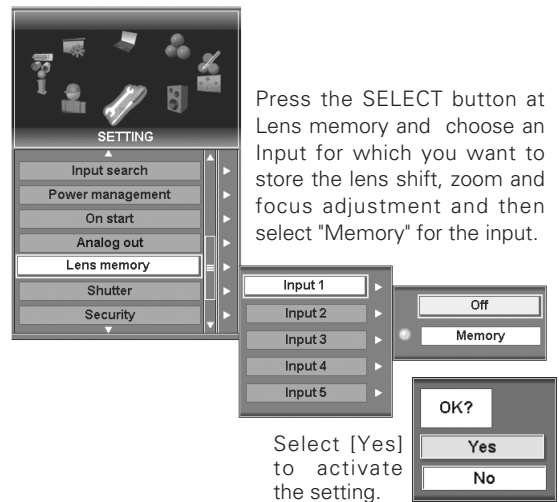 SETTING
Input search
Power management
On start
Analog out
Lens memory
Shutter
Security
Press the SELECT button at
Lens memory and choose an
Input for which you want to
store the lens shift, zoom and
focus adjustment and then
select "Memory" for the input.
Input 1
Input 2
Input 3
Input 4
Input 5
Off
Memory
OK?
Yes
No
Select [Yes]
to activate
the setting.